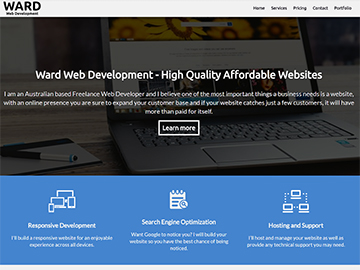 WARD
Web Development
Home Services Pricing Contact Portfolio
Ward Web Development - High Quality Affordable Websites
I am an Australian based Freelance Web Developer and I believe one of the most important things a business needs is a website,
with an online presence you are sure to expand your customer base and if your website catches just a few customers, it will have
more than paid for itself.
Learn more
Responsive Development
I'll build a responsive website for an enjoyable
experience across all devices.
Search Engine Optimization
Want Google to notice you? I will build your
website so you have the best chance of being
noticed.
Hosting and Support
I'll host and manage your website as well as
provide any technical support you may need.